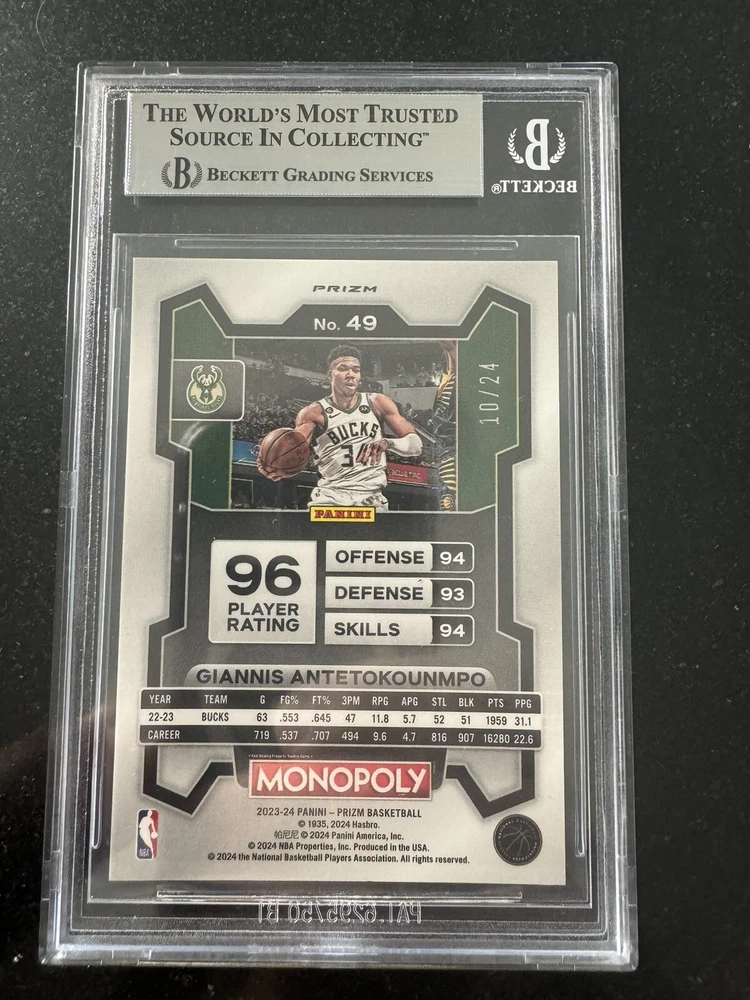 THE WORLD'S MOST TRUSTED
SOURCE IN COLLECTING™
B BECKETT GRADING SERVICES
B
BECKETT®
PRIZM
No. 49
10/24
BUCKS
34
PANINI
96
PLAYER
RATING
OFFENSE 94
DEFENSE 93
SKILLS 94
GIANNIS ANTETOKOUNMPO
YEAR TEAM G FG% FT% 3PM RPG APG STL BLK PTS PPG
22-23 BUCKS 63 .553 .645 47 11.8 5.7 52 51 1959 31.1
CAREER 719 .537 .707 494 9.6 4.7 816 907 16280 22.6
MONOPOLY
2023-24 PANINI – PRIZM BASKETBALL
© 1935, 2024 Hasbro.
帕尼尼 © 2024 Panini America, Inc.
© 2024 NBA Properties, Inc. Produced in the USA.
© 2024 the National Basketball Players Association. All rights reserved.
NBA